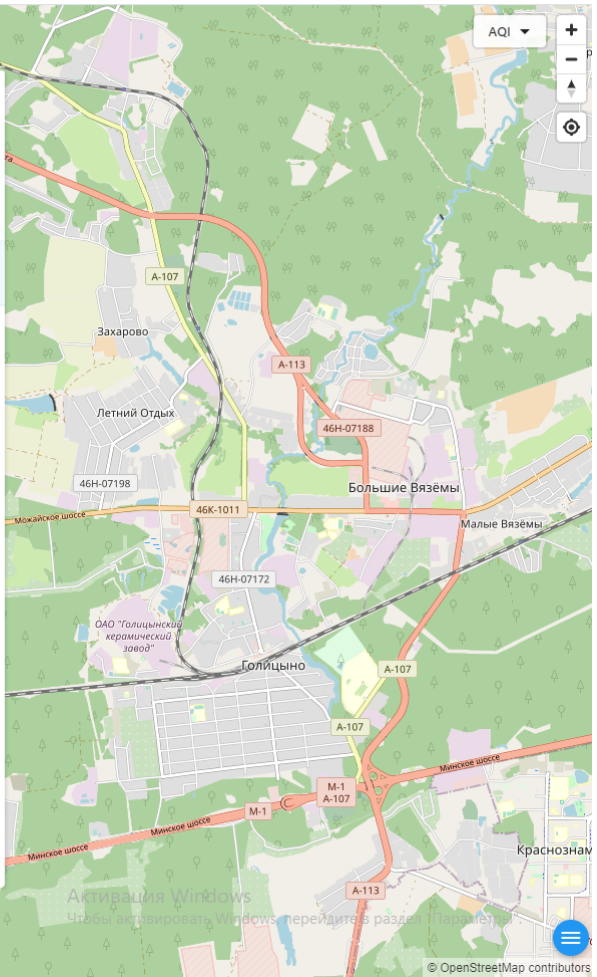 AQI
А-107
Захарово
А-113
Летний Отдых
46Н-07188
46Н-07198
Большие Вязёмы
46К-1011
Можайское шоссе
Малые Вязёмы
46Н-07172
ОАО "Голицынский
керамический
завод"
Голицыно
А-107
А-107
Минское шоссе
М-1
А-107
М-1
Минское шоссе
Минское шоссе
Краснознам
А-113
Активация Windows
Чтобы активировать Windows, перейдите в раздел "Параметры".
© OpenStreetMap contributors